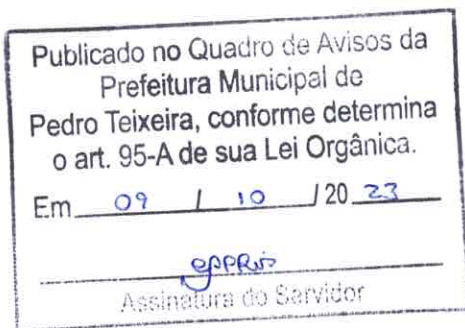 Publicado no Quadro de Avisos da
Prefeitura Municipal de
Pedro Teixeira, conforme determina
o art. 95-A de sua Lei Orgânica.
Em 09 / 10 / 20 23
Assinatura do Servidor